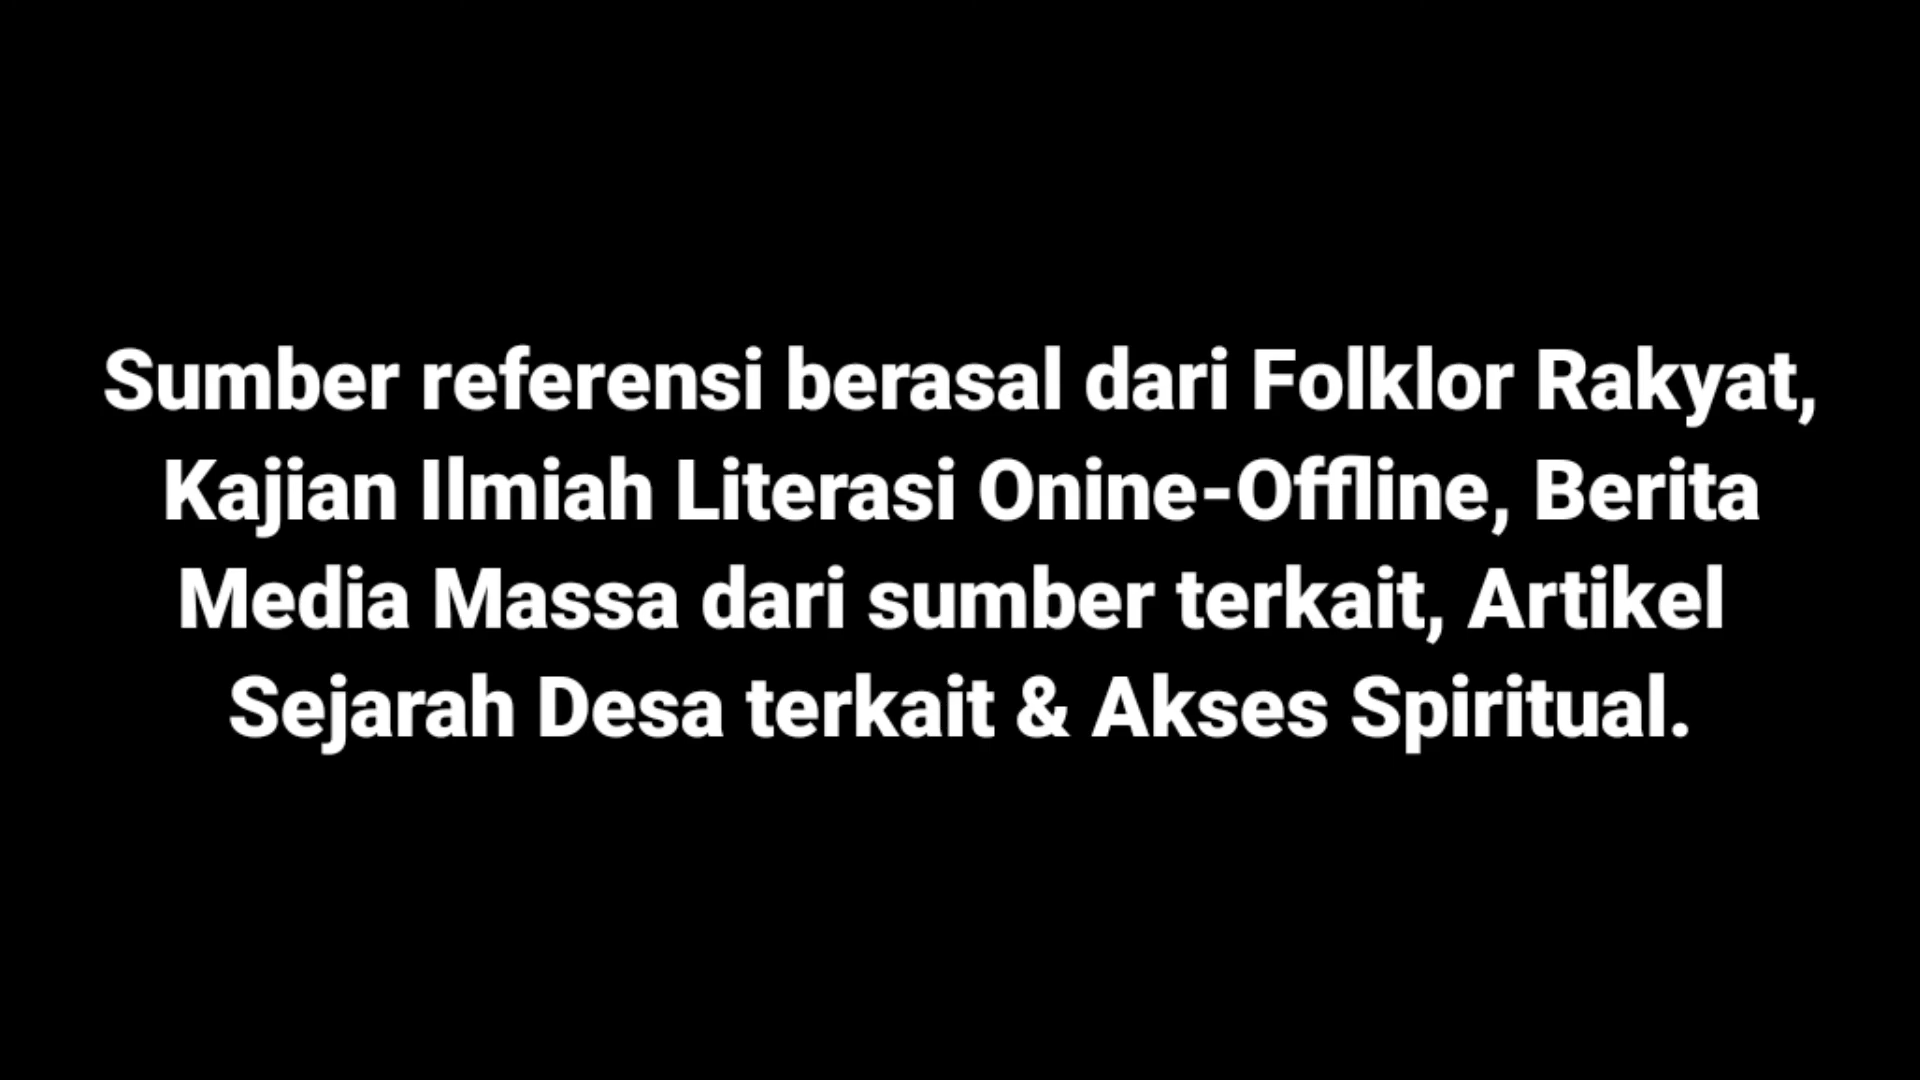 Sumber referensi berasal dari Folklor Rakyat,
Kajian Ilmiah Literasi Onine-Offline, Berita
Media Massa dari sumber terkait, Artikel
Sejarah Desa terkait & Akses Spiritual.